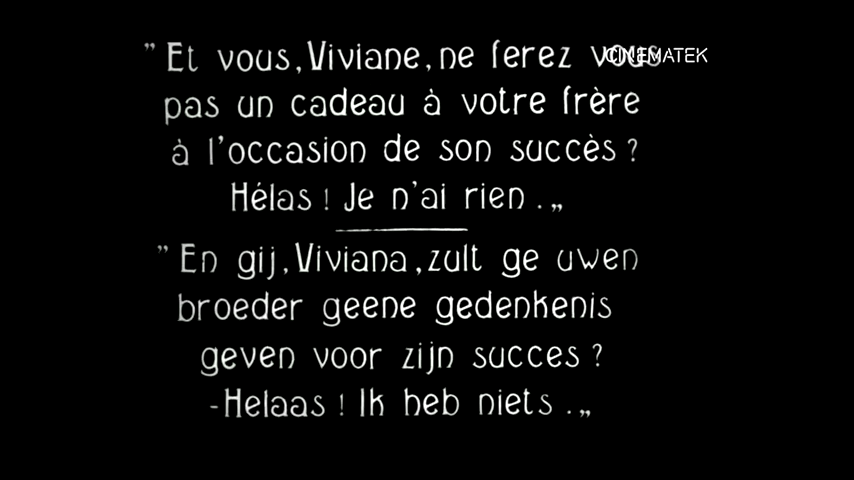 ” Et vous, Viviane, ne ferez vous
CINEMATEK
pas un cadeau à votre frère
à l'occasion de son succès ?
Hélas ! Je n'ai rien . „
” En gij, Viviana, zult ge uwen
broeder geene gedenkenis
geven voor zijn succes ?
- Helaas ! Ik heb niets . „